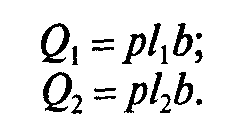 Q₁ = pl₁b;
Q₂ = pl₂b.